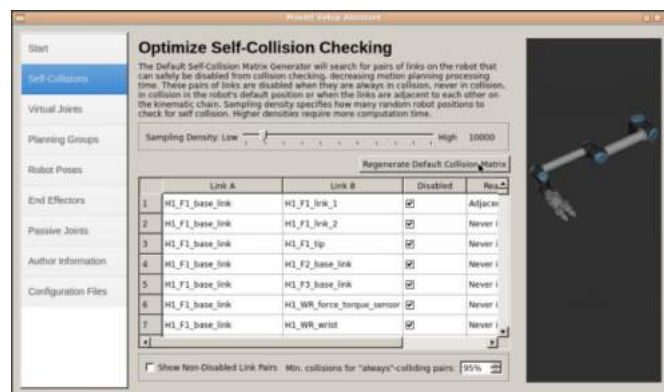 MoveIt Setup Assistant
Start
Self-Collisions
Virtual Joints
Planning Groups
Robot Poses
End Effectors
Passive Joints
Author Information
Configuration Files
Optimize Self-Collision Checking
The Default Self-Collision Matrix Generator will search for pairs of links on the robot that
can safely be disabled from collision checking, decreasing motion planning processing
time. These pairs of links are disabled when they are always in collision, never in collision,
in collision in the robot's default position or when the links are adjacent to each other on
the kinematic chain. Sampling density specifies how many random robot positions to
check for self collision. Higher densities require more computation time.
Sampling Density: Low High 10000
Regenerate Default Collision Matrix
Link A Link B Disabled Rea
1 H1_F1_base_link H1_F1_link_1 Adjacen
2 H1_F1_base_link H1_F1_link_2 Never i
3 H1_F1_base_link H1_F1_tip Never i
4 H1_F1_base_link H1_F2_base_link Never i
5 H1_F1_base_link H1_F3_base_link Never i
6 H1_F1_base_link H1_WR_force_torque_sensor Never i
7 H1_F1_base_link H1_WR_wrist Never i
Show Non-Disabled Link Pairs Min. collisions for "always"-colliding pairs: 95%